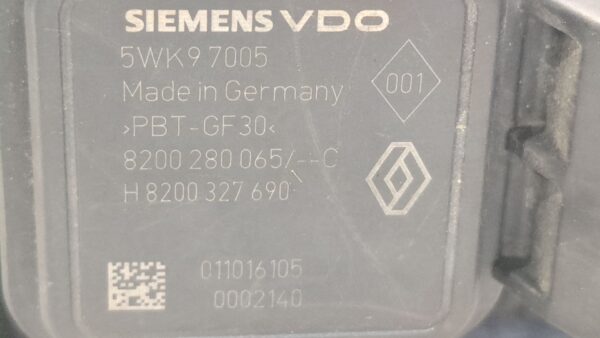 SIEMENS VDO
5WK9 7005
Made in Germany
001
>PBT-GF30<
8200 280 065/--C
H 8200 327 690
011016105
0002140